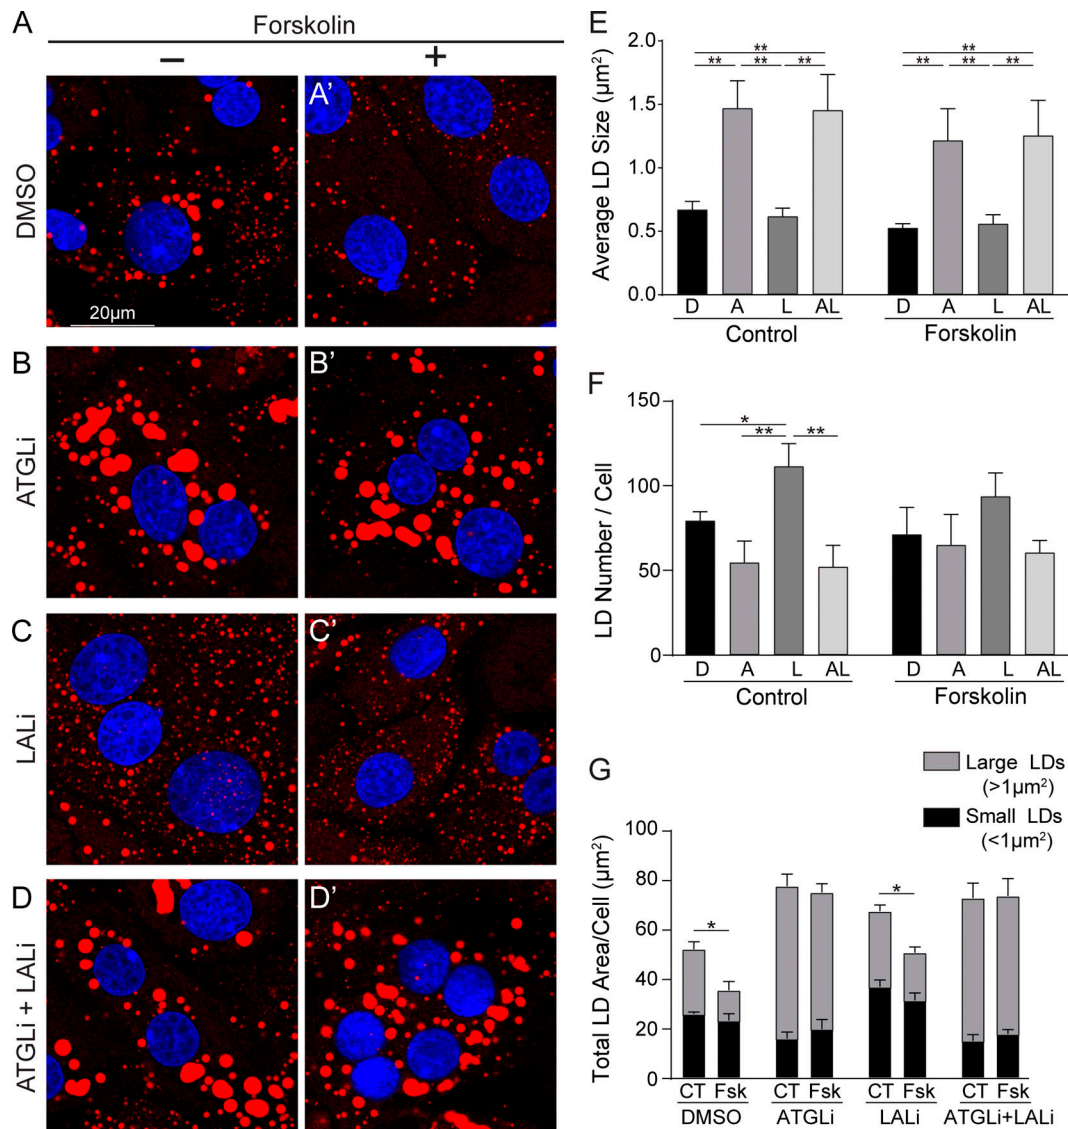 A
Forskolin
− +
A'
DMSO
20µm
B
B'
ATGLi
C
C'
LALi
D
D'
ATGLi + LALi
E
Average LD Size (µm²)
2.0
1.5
1.0
0.5
0.0
** ** ** **
** ** ** **
D A L AL
D A L AL
Control
Forskolin
F
LD Number / Cell
150
100
50
0
* ** **
D A L AL
D A L AL
Control
Forskolin
G
Large LDs
(>1µm²)
Small LDs
(<1µm²)
Total LD Area/Cell (µm²)
100
80
60
40
20
0
* *
CT Fsk CT Fsk CT Fsk CT Fsk
DMSO ATGLi LALi ATGLi+LALi